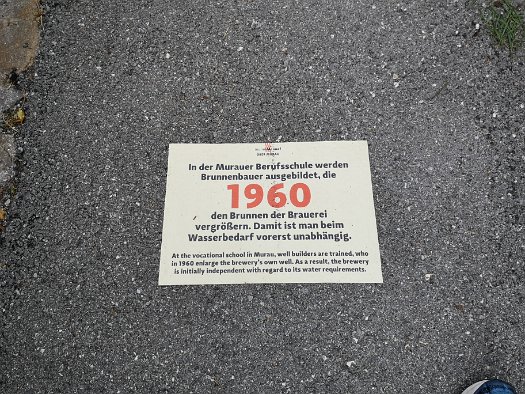 In der Murauer Berufsschule werden
Brunnenbauer ausgebildet, die
1960
den Brunnen der Brauerei
vergrößern. Damit ist man beim
Wasserbedarf vorerst unabhängig.
At the vocational school in Murau, well builders are trained, who
in 1960 enlarge the brewery's own well. As a result, the brewery
is initially independent with regard to its water requirements.